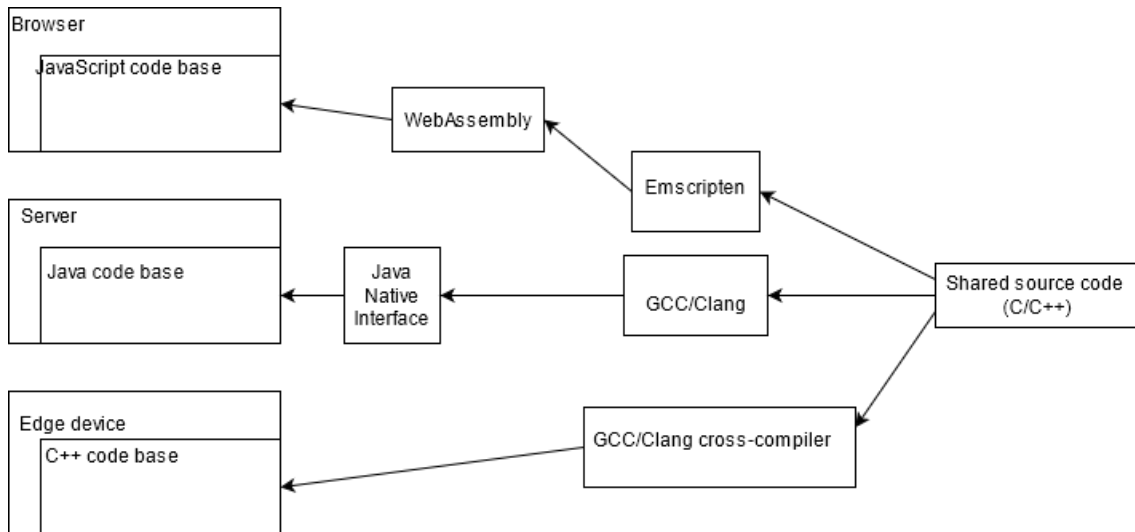 Browser
JavaScript code base
WebAssembly
Emscripten
Server
Java code base
Java
Native
Interface
GCC/Clang
Shared source code
(C/C++)
Edge device
C++ code base
GCC/Clang cross-compiler